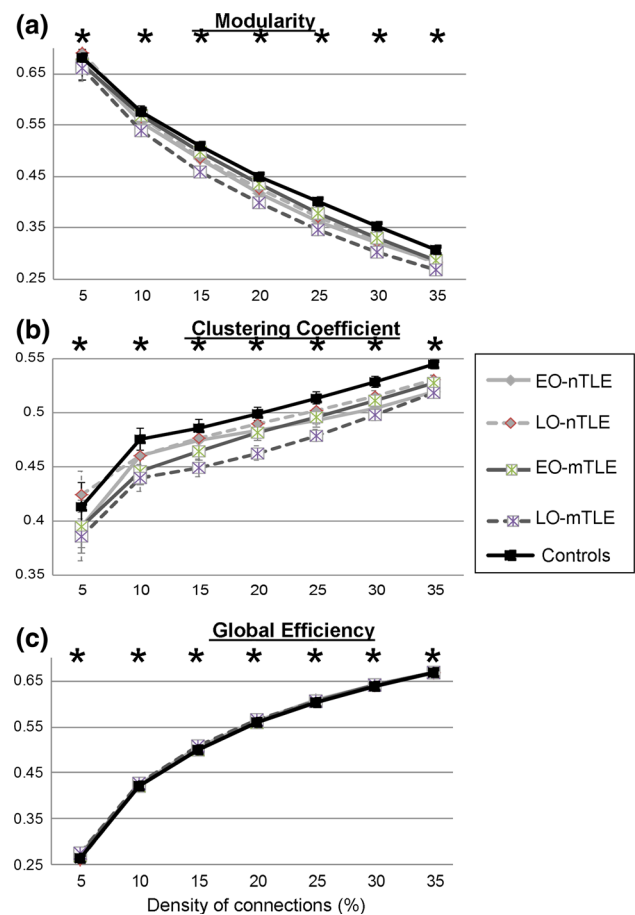 (a) Modularity
* * * * * * *
0.65
0.55
0.45
0.35
0.25
5 10 15 20 25 30 35
(b) Clustering Coefficient
* * * * * * *
0.55
0.5
0.45
0.4
0.35
5 10 15 20 25 30 35
EO-nTLE
LO-nTLE
EO-mTLE
LO-mTLE
Controls
(c) Global Efficiency
* * * * * * *
0.65
0.55
0.45
0.35
0.25
5 10 15 20 25 30 35
Density of connections (%)